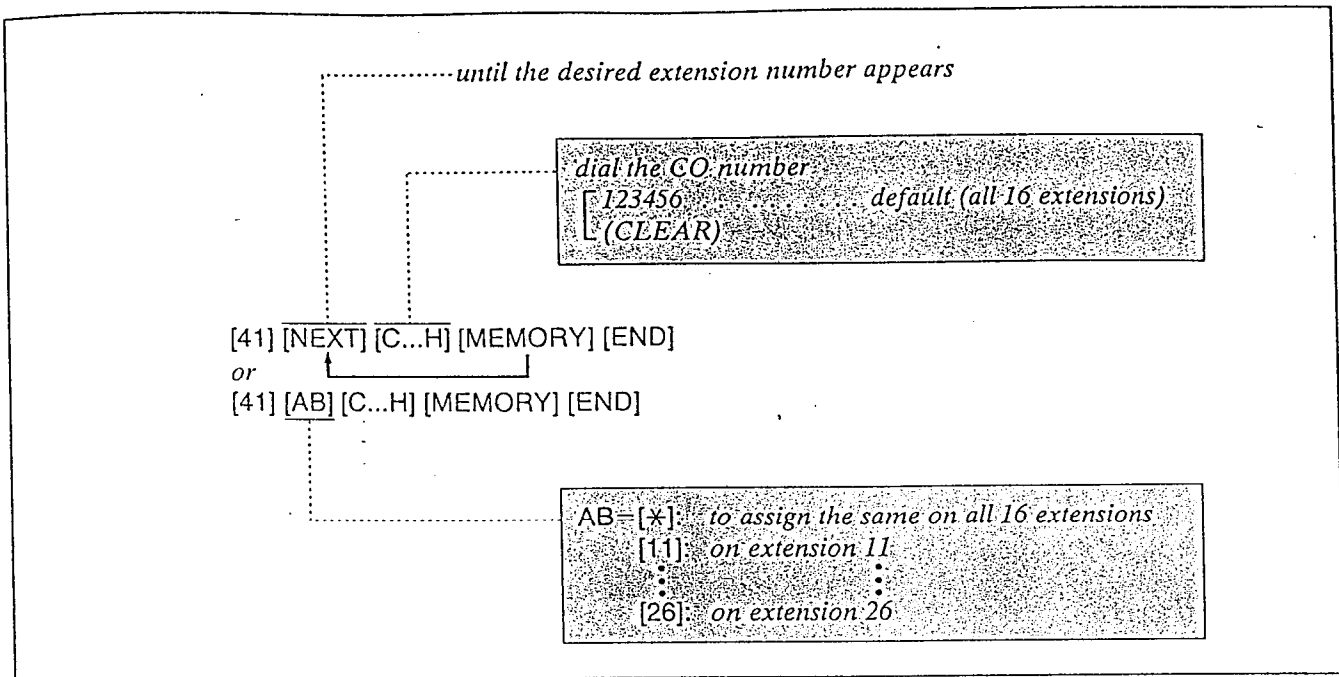 until the desired extension number appears
dial the CO number
123456 . . . . . . . . . . default (all 16 extensions)
(CLEAR)
[41] [NEXT] [C...H] [MEMORY] [END]
or
[41] [AB] [C...H] [MEMORY] [END]
AB=[*]: to assign the same on all 16 extensions
[11]: on extension 11
[26]: on extension 26